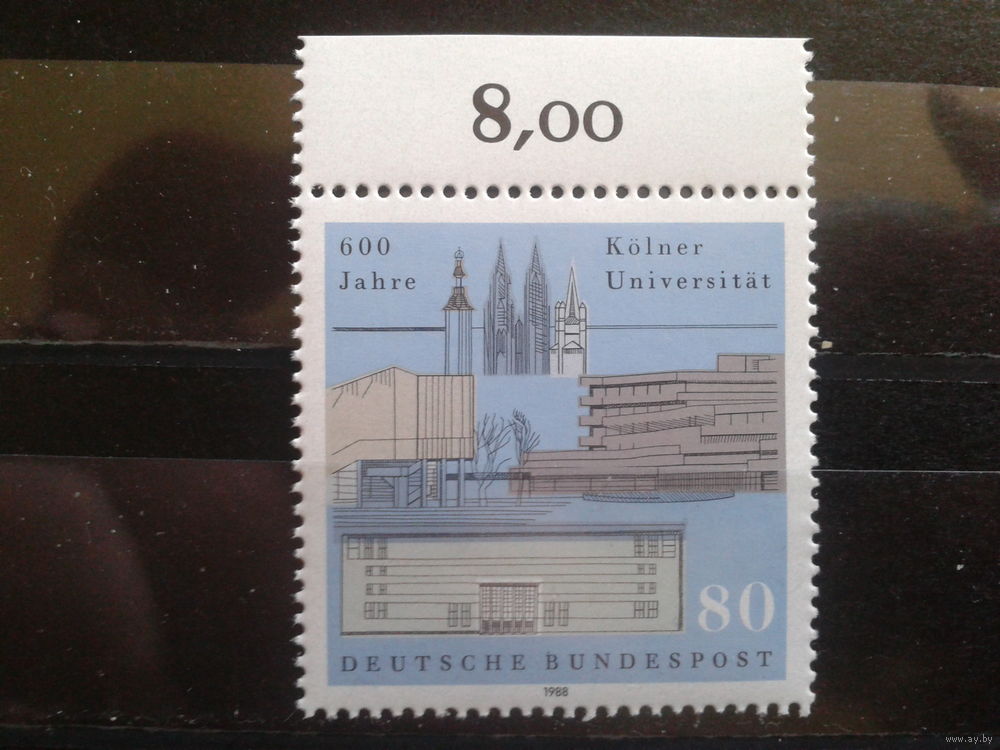 8,00
600
Jahre
Kölner
Universität
80
DEUTSCHE BUNDESPOST
1988
www.ay.by